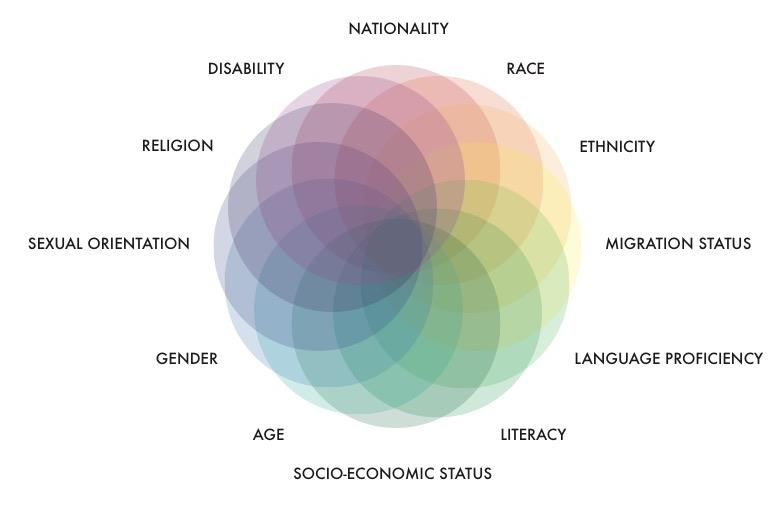 NATIONALITY
DISABILITY
RACE
RELIGION
ETHNICITY
SEXUAL ORIENTATION
MIGRATION STATUS
GENDER
LANGUAGE PROFICIENCY
AGE
LITERACY
SOCIO-ECONOMIC STATUS